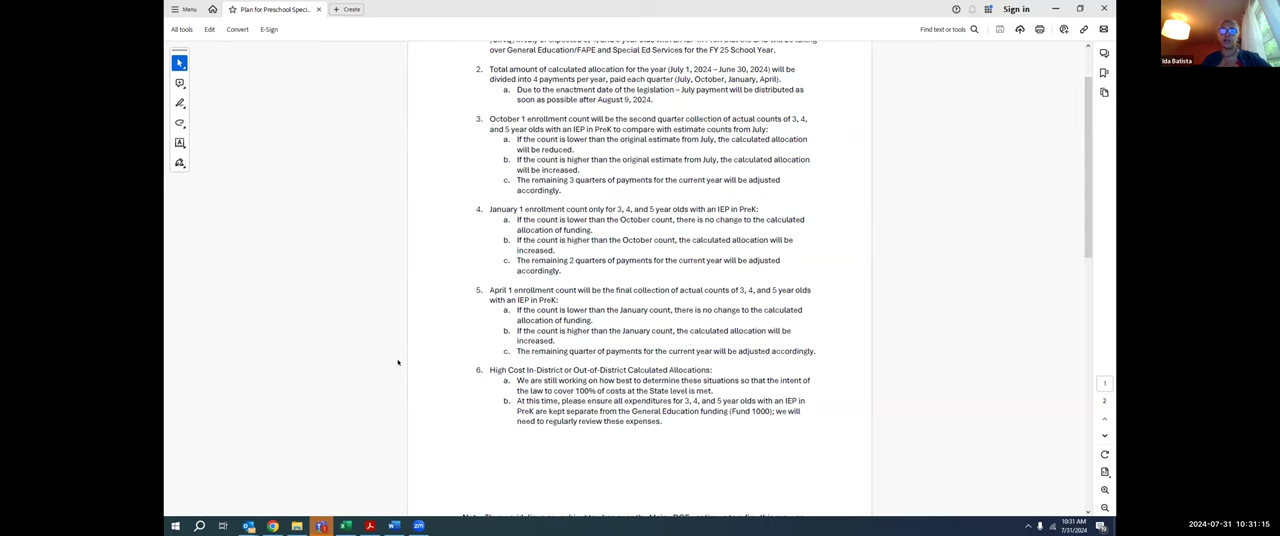 Menu
Plan for Preschool Speci...
Create
Sign in
All tools
Edit
Convert
E-Sign
Find text or tools
over General Education/FAPE and Special Ed Services for the FY 25 School Year.
2. Total amount of calculated allocation for the year (July 1, 2024 – June 30, 2024) will be
divided into 4 payments per year, paid each quarter (July, October, January, April).
a. Due to the enactment date of the legislation – July payment will be distributed as
soon as possible after August 9, 2024.
3. October 1 enrollment count will be the second quarter collection of actual counts of 3, 4,
and 5 year olds with an IEP in PreK to compare with estimate counts from July:
a. If the count is lower than the original estimate from July, the calculated allocation
will be reduced.
b. If the count is higher than the original estimate from July, the calculated allocation
will be increased.
c. The remaining 3 quarters of payments for the current year will be adjusted
accordingly.
4. January 1 enrollment count only for 3, 4, and 5 year olds with an IEP in PreK:
a. If the count is lower than the October count, there is no change to the calculated
allocation of funding.
b. If the count is higher than the October count, the calculated allocation will be
increased.
c. The remaining 2 quarters of payments for the current year will be adjusted
accordingly.
5. April 1 enrollment count will be the final collection of actual counts of 3, 4, and 5 year olds
with an IEP in PreK:
a. If the count is lower than the January count, there is no change to the calculated
allocation of funding.
b. If the count is higher than the January count, the calculated allocation will be
increased.
c. The remaining quarter of payments for the current year will be adjusted accordingly.
6. High Cost In-District or Out-of-District Calculated Allocations:
a. We are still working on how best to determine these situations so that the intent of
the law to cover 100% of costs at the State level is met.
b. At this time, please ensure all expenditures for 3, 4, and 5 year olds with an IEP in
PreK are kept separate from the General Education funding (Fund 1000); we will
need to regularly review these expenses.
1
2
Ida Batista
10:31 AM
7/31/2024
2024-07-31 10:31:15